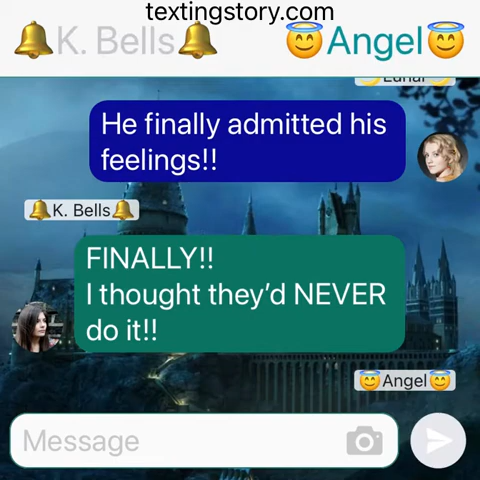 textingstory.com
🔔K. Bells🔔 😇Angel😇
He finally admitted his
feelings!!
🔔K. Bells🔔
FINALLY!!
I thought they'd NEVER
do it!!
😇Angel😇
Message